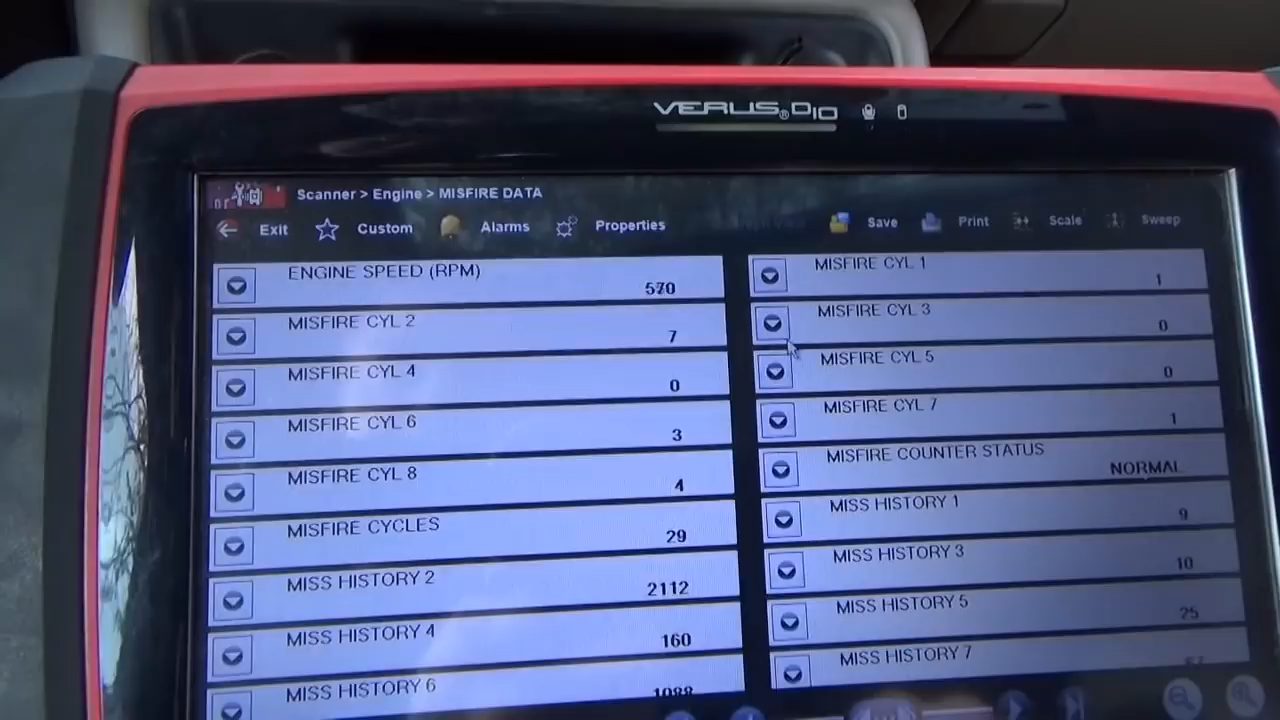 VERUS® D10
Scanner > Engine > MISFIRE DATA
Exit Custom Alarms Properties Save Print Scale Sweep
ENGINE SPEED (RPM) 570
MISFIRE CYL 1 1
MISFIRE CYL 2 7
MISFIRE CYL 3 0
MISFIRE CYL 4 0
MISFIRE CYL 5 0
MISFIRE CYL 6 3
MISFIRE CYL 7 1
MISFIRE CYL 8 4
MISFIRE COUNTER STATUS NORMAL
MISFIRE CYCLES 29
MISS HISTORY 1 9
MISS HISTORY 2 2112
MISS HISTORY 3 10
MISS HISTORY 4 160
MISS HISTORY 5 25
MISS HISTORY 6 1088
MISS HISTORY 7